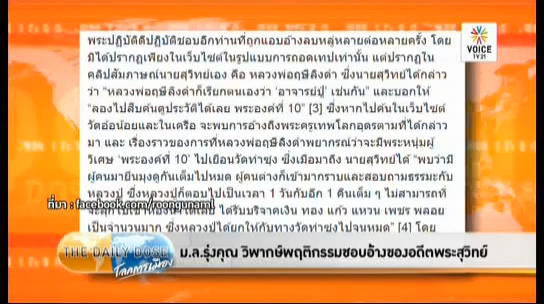 พระปฏิบัติดีปฏิบัติชอบอีกท่านที่ถูกแอบอ้างลบหลู่หลายต่อหลายครั้ง โดย
VOICE
TV 21
มิได้ปรากฏเพียงในเว็บไซต์ในรูปแบบการถอดเทปเท่านั้น แต่ปรากฏใน
คลิปสัมภาษณ์นายสุวิทย์เอง คือ หลวงพ่อฤษีลิงดำ ซึ่งนายสุวิทย์ได้กล่าว
ว่า “หลวงพ่อฤษีลิงดำก็เรียกตนเองว่า ‘อาจารย์ปู่’ เช่นกัน” และบอกให้
“ลองไปสืบค้นดูประวัติได้เลย พระองค์ที่ 10” [3] ซึ่งหากไปค้นในเว็บไซต์
วัดอ้อน้อยและในเครือ จะพบการอ้างถึงพระครูเทพโลกอุดรตามที่ได้กล่าว
มา และ เรื่องราวของการที่หลวงพ่อฤษีลิงดำพยากรณ์ว่าจะมีพระหนุ่มผู้
วิเศษ ‘พระองค์ที่ 10’ ไปเยือนวัดท่าซุง ซึ่งเมื่อมาถึง นายสุวิทย์ได้ “พบว่ามี
ผู้คนมายืนมุงดูกันเต็มไปหมด ผู้คนต่างก็เข้ามากราบและสอบถามธรรมะกับ
หลวงปู่ ซึ่งหลวงปู่ก็ตอบไปเป็นเวลา 1 วันกับอีก 1 คืนเต็ม ๆ ไม่สามารถที่
ที่มา : facebook.com/roongunaml
ได้เลย ได้รับบริจาคเงิน ทอง แก้ว แหวน เพชร พลอย
เป็นจำนวนมาก ซึ่งหลวงปู่ได้ยกให้กับทางวัดท่าซุงไปจนหมด” [4] โดย
THE DAILY DOSE
โลกการเมือง
ม.ล.รุ่งคุณ วิพากษ์พฤติกรรมชอบอ้างของอดีตพระสุวิทย์